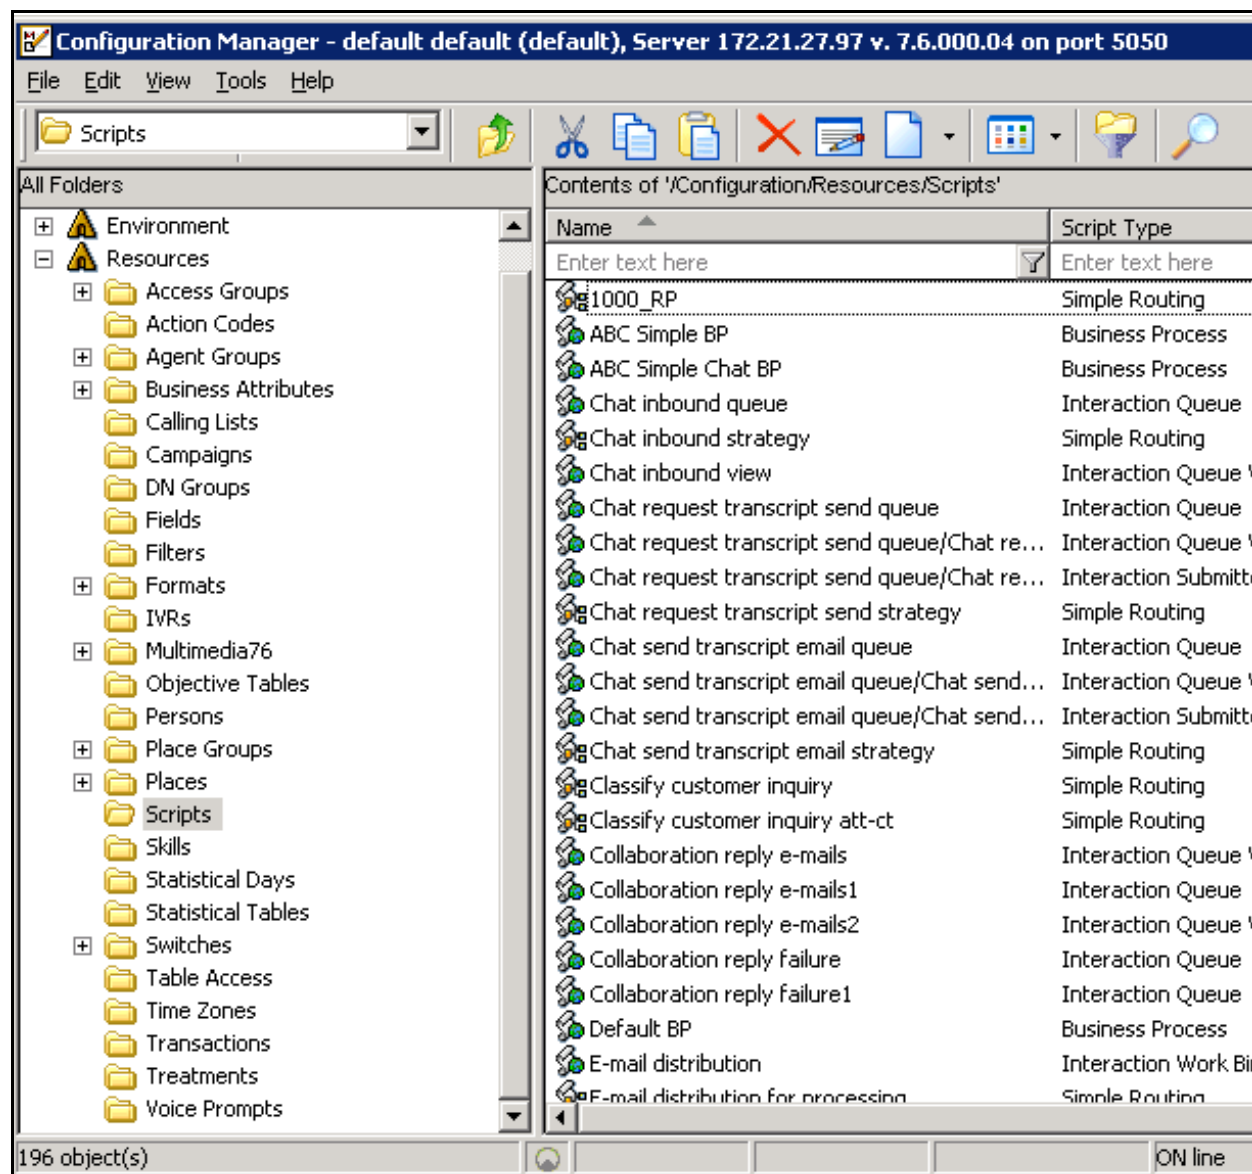 Configuration Manager - default default (default), Server 172.21.27.97 v. 7.6.000.04 on port 5050
File Edit View Tools Help
Scripts
All Folders
Environment
Resources
Access Groups
Action Codes
Agent Groups
Business Attributes
Calling Lists
Campaigns
DN Groups
Fields
Filters
Formats
IVRs
Multimedia76
Objective Tables
Persons
Place Groups
Places
Scripts
Skills
Statistical Days
Statistical Tables
Switches
Table Access
Time Zones
Transactions
Treatments
Voice Prompts
Contents of '/Configuration/Resources/Scripts'
Name Script Type
Enter text here Enter text here
1000_RP Simple Routing
ABC Simple BP Business Process
ABC Simple Chat BP Business Process
Chat inbound queue Interaction Queue
Chat inbound strategy Simple Routing
Chat inbound view Interaction Queue
Chat request transcript send queue Interaction Queue
Chat request transcript send queue/Chat re... Interaction Queue
Chat request transcript send queue/Chat re... Interaction Submitt
Chat request transcript send strategy Simple Routing
Chat send transcript email queue Interaction Queue
Chat send transcript email queue/Chat send... Interaction Queue
Chat send transcript email queue/Chat send... Interaction Submitt
Chat send transcript email strategy Simple Routing
Classify customer inquiry Simple Routing
Classify customer inquiry att-ct Simple Routing
Collaboration reply e-mails Interaction Queue
Collaboration reply e-mails1 Interaction Queue
Collaboration reply e-mails2 Interaction Queue
Collaboration reply failure Interaction Queue
Collaboration reply failure1 Interaction Queue
Default BP Business Process
E-mail distribution Interaction Work Bi
E-mail distribution for processing Simple Routing
196 object(s) ON line